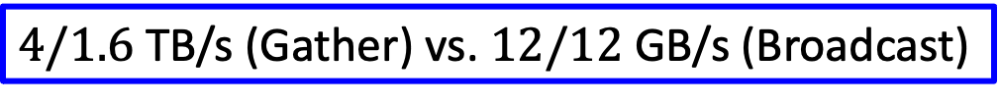 4/1.6 TB/s (Gather) vs. 12/12 GB/s (Broadcast)